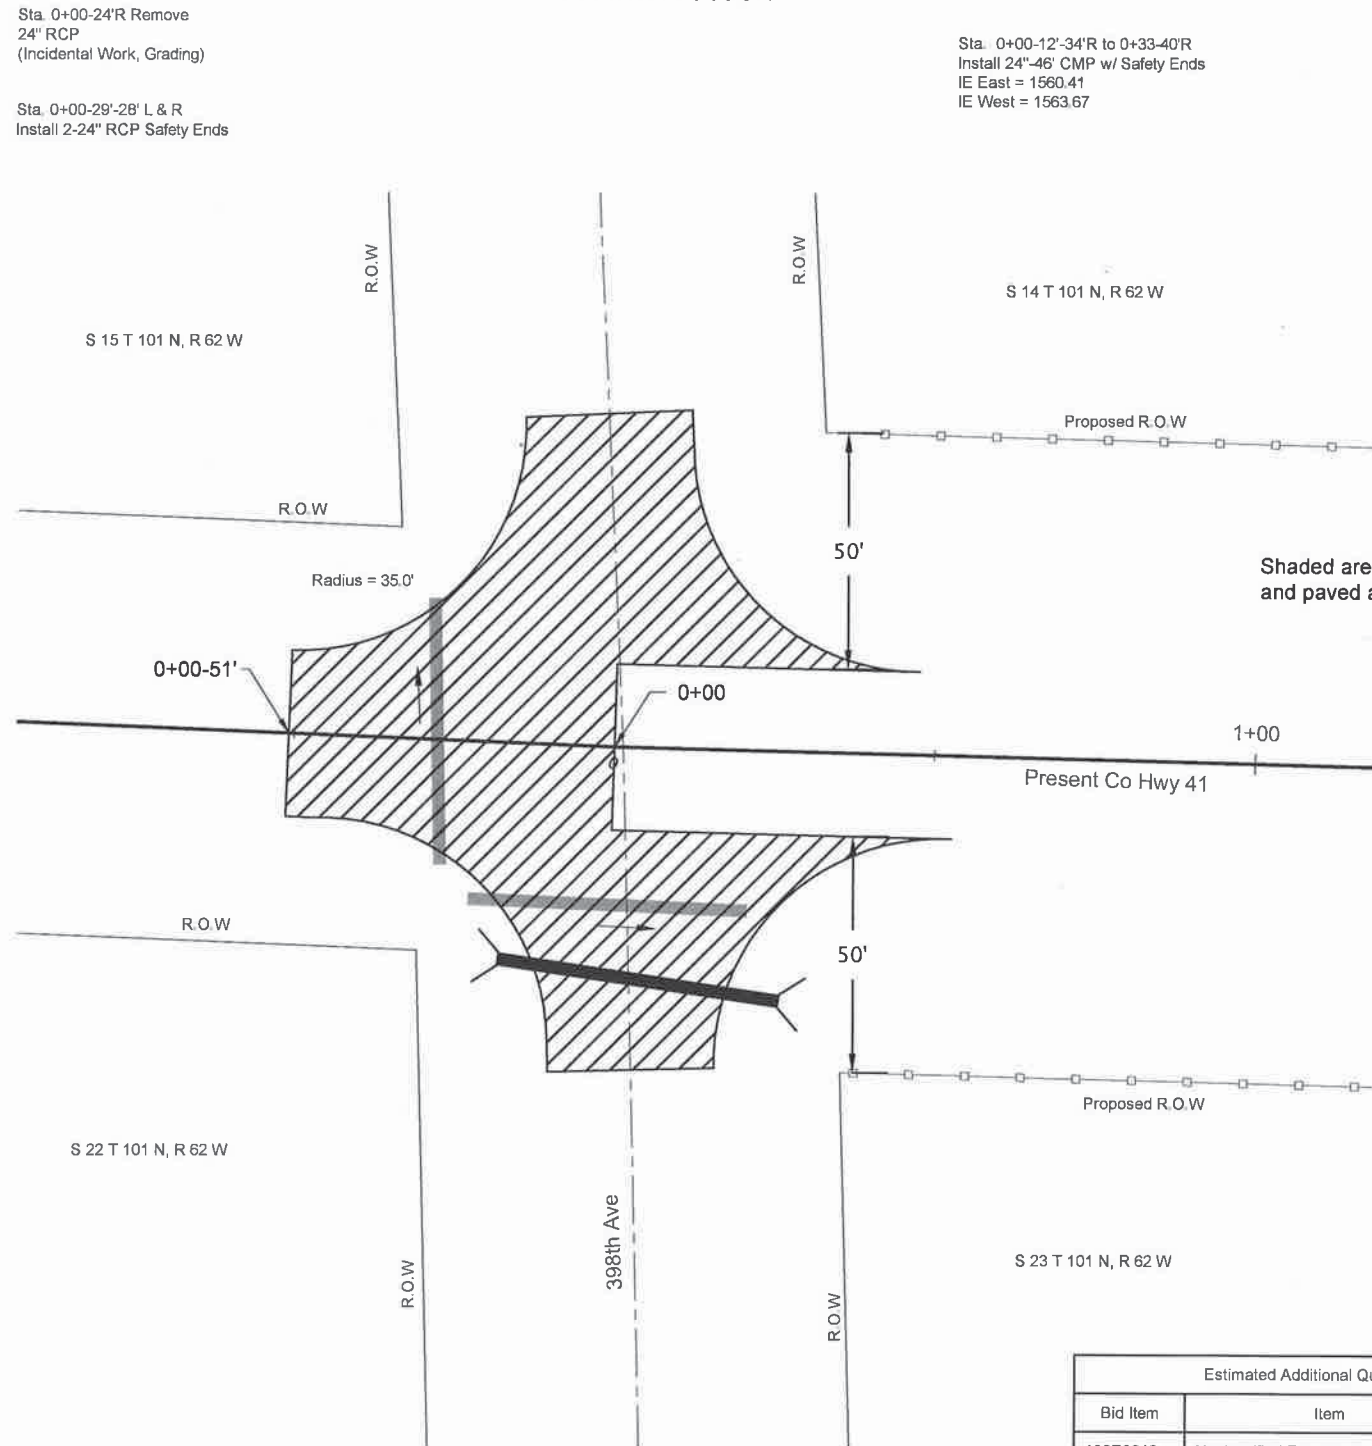 Sta. 0+00-24'R Remove
24" RCP
(Incidental Work, Grading)
Sta. 0+00-29'-28' L & R
Install 2-24" RCP Safety Ends
Sta. 0+00-12'-34'R to 0+33-40'R
Install 24"-46' CMP w/ Safety Ends
IE East = 1560.41
IE West = 1563.67
R.O.W
R.O.W
S 14 T 101 N, R 62 W
S 15 T 101 N, R 62 W
Proposed R.O.W
R.O.W
50'
Radius = 35.0'
Shaded are
and paved a
0+00-51'
0+00
1+00
Present Co Hwy 41
R.O.W
50'
Proposed R.O.W
S 22 T 101 N, R 62 W
398th Ave
R.O.W
S 23 T 101 N, R 62 W
R.O.W
Estimated Additional Qu
Bid Item
Item